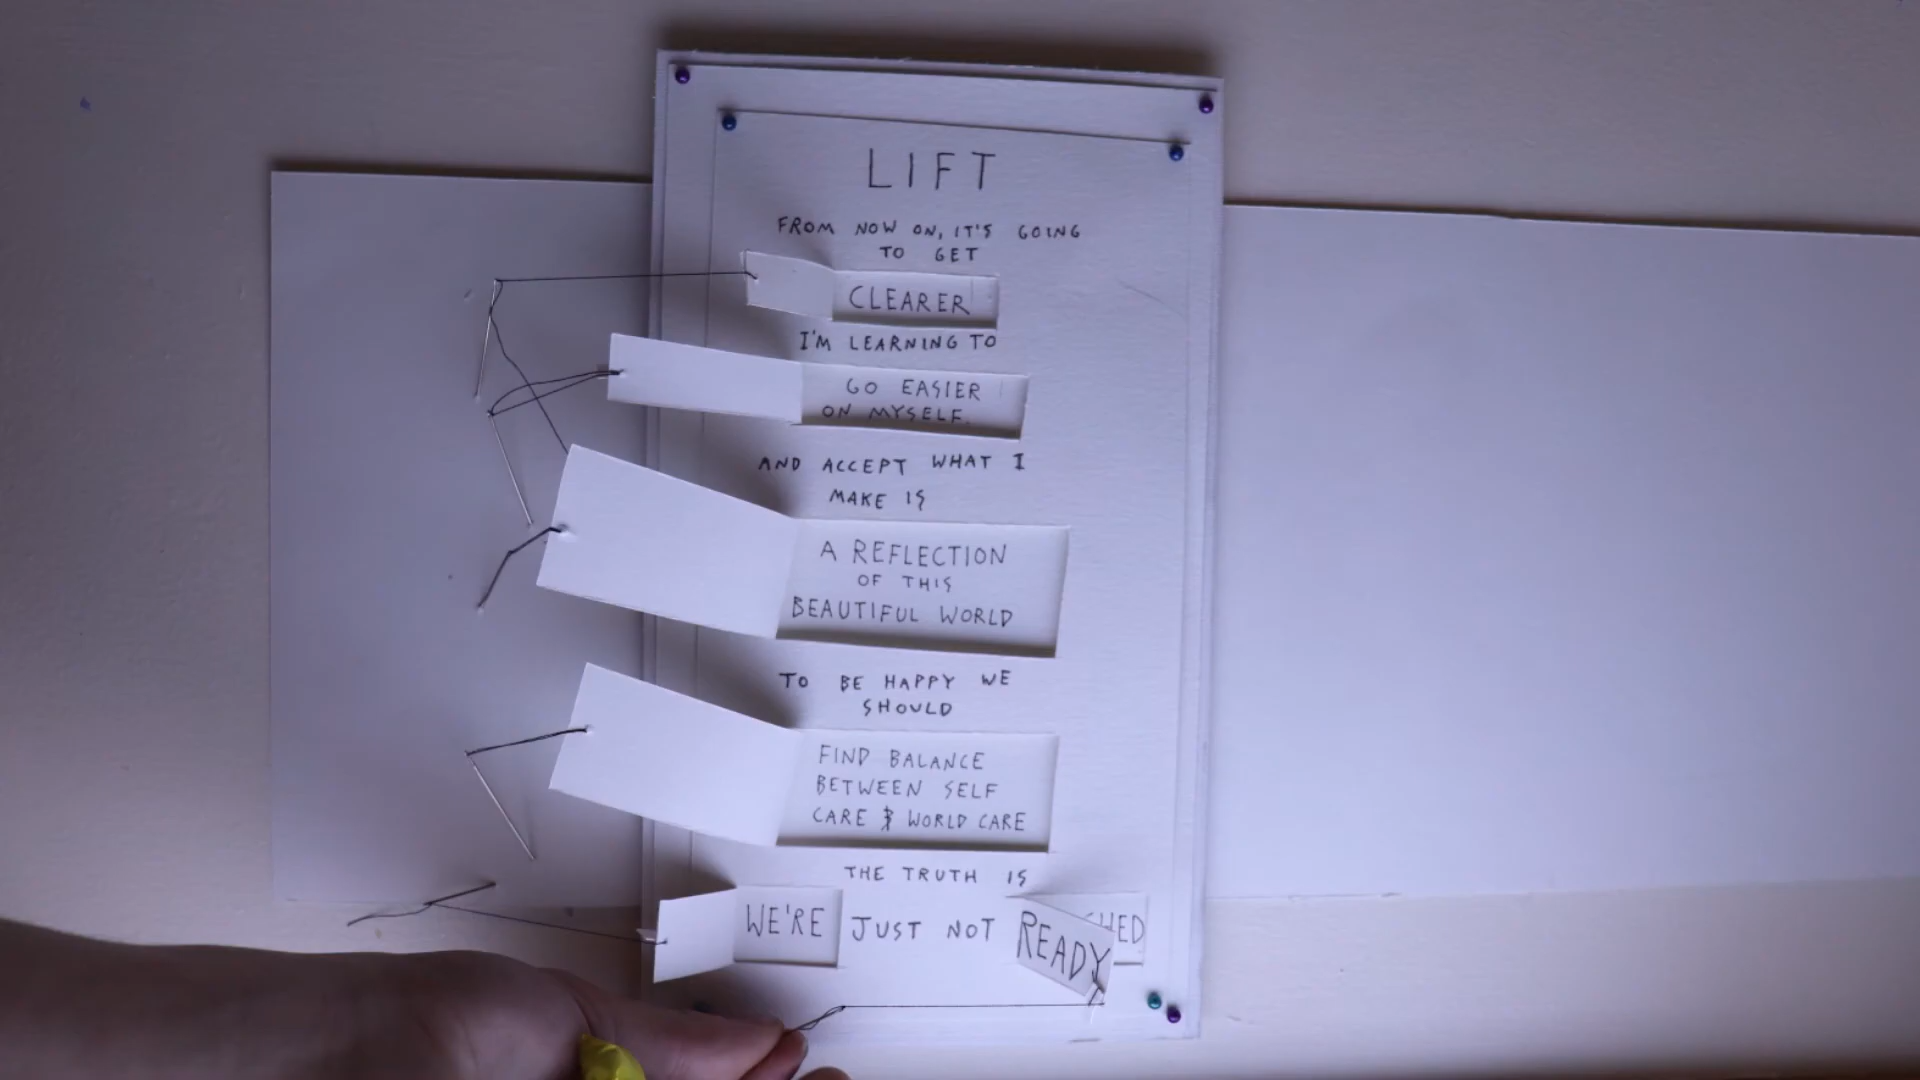 LIFT
FROM NOW ON, IT'S GOING
TO GET
CLEARER
I'M LEARNING TO
GO EASIER
ON MYSELF.
AND ACCEPT WHAT I
MAKE IS
A REFLECTION
OF THIS
BEAUTIFUL WORLD
TO BE HAPPY WE
SHOULD
FIND BALANCE
BETWEEN SELF
CARE & WORLD CARE
THE TRUTH IS
WE'RE JUST NOT READY